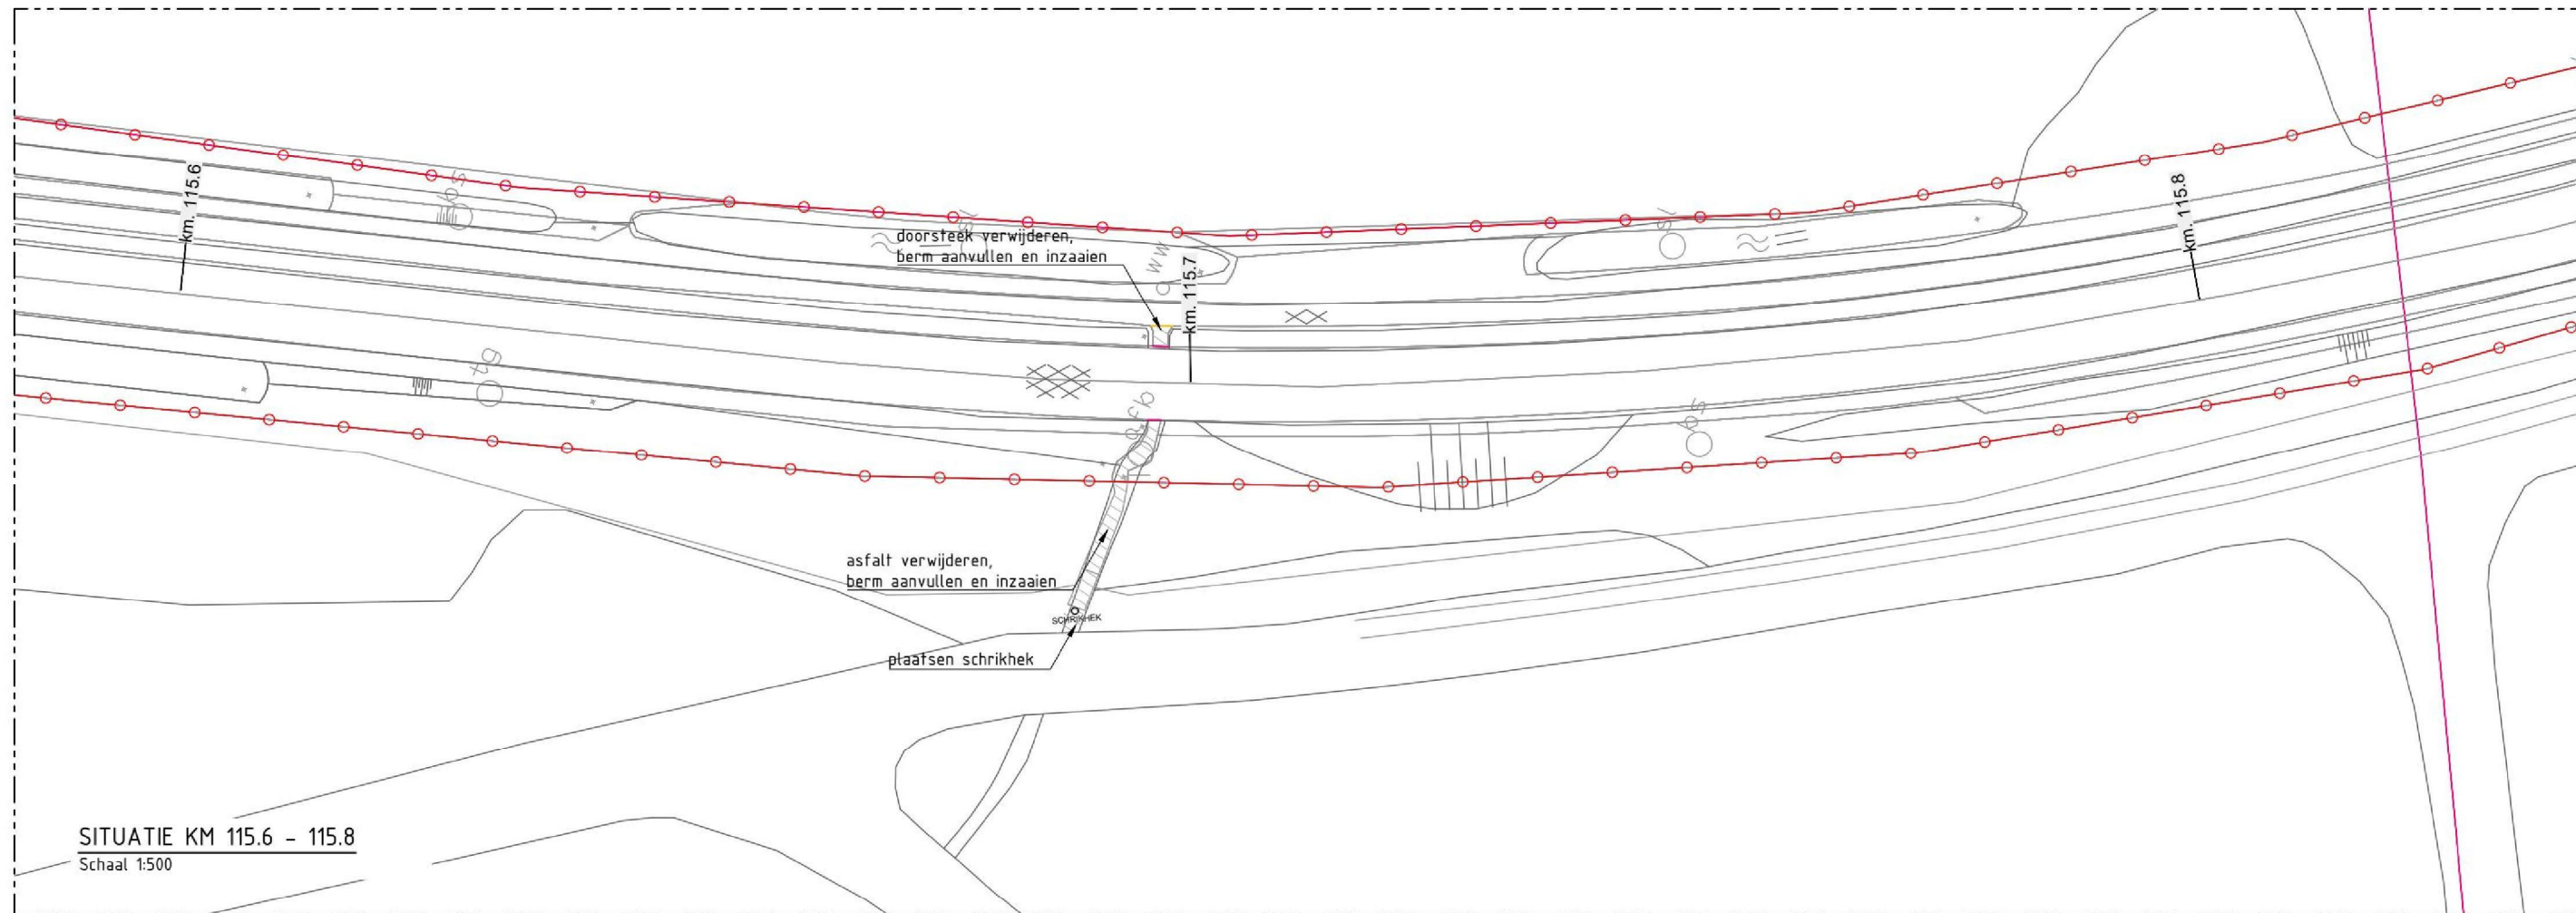 km. 115.6
doorsteek verwijderen,
berm aanvullen en inzaaien
km. 115.7
km. 115.8
asfalt verwijderen,
berm aanvullen en inzaaien
SCHRIKHEK
plaatsen schrikhek
SITUATIE KM 115.6 - 115.8
Schaal 1:500